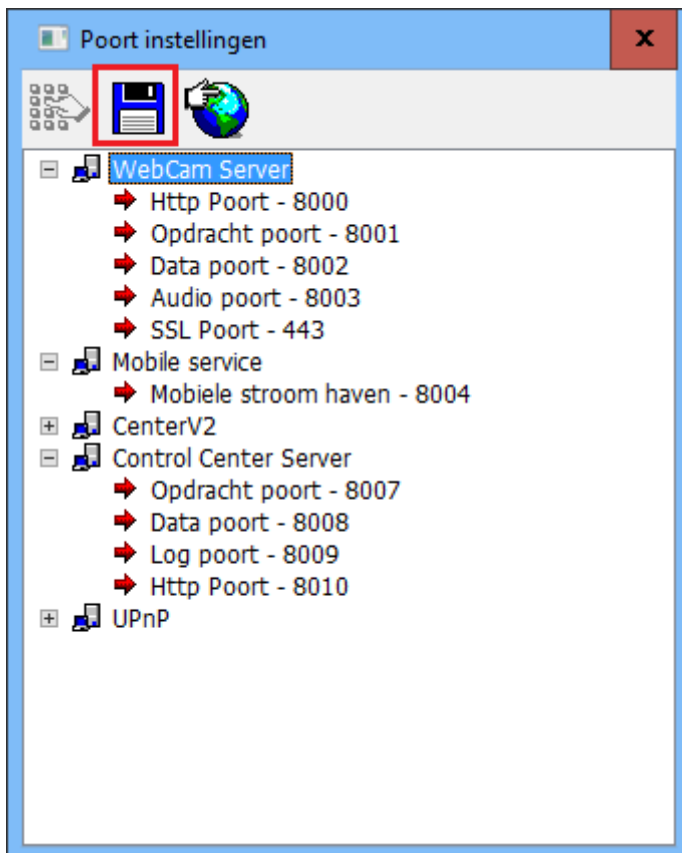 Poort instellingen
WebCam Server
Http Poort - 8000
Opdracht poort - 8001
Data poort - 8002
Audio poort - 8003
SSL Poort - 443
Mobile service
Mobiele stroom haven - 8004
CenterV2
Control Center Server
Opdracht poort - 8007
Data poort - 8008
Log poort - 8009
Http Poort - 8010
UPnP